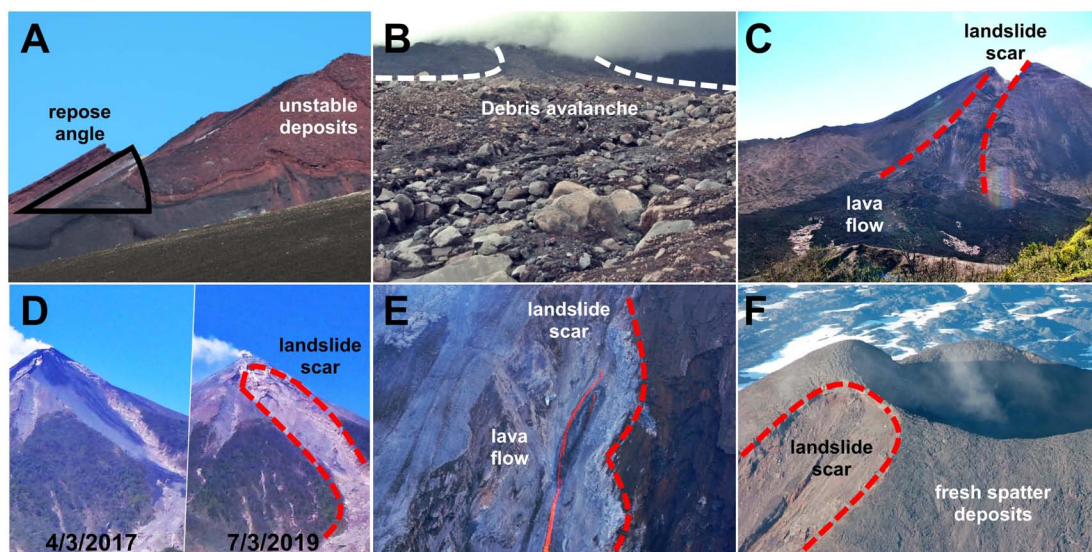 A
repose
angle
unstable
deposits
B
Debris avalanche
C
landslide
scar
lava
flow
D
landslide
scar
4/3/2017
7/3/2019
E
landslide
scar
lava
flow
F
landslide
scar
fresh spatter
deposits